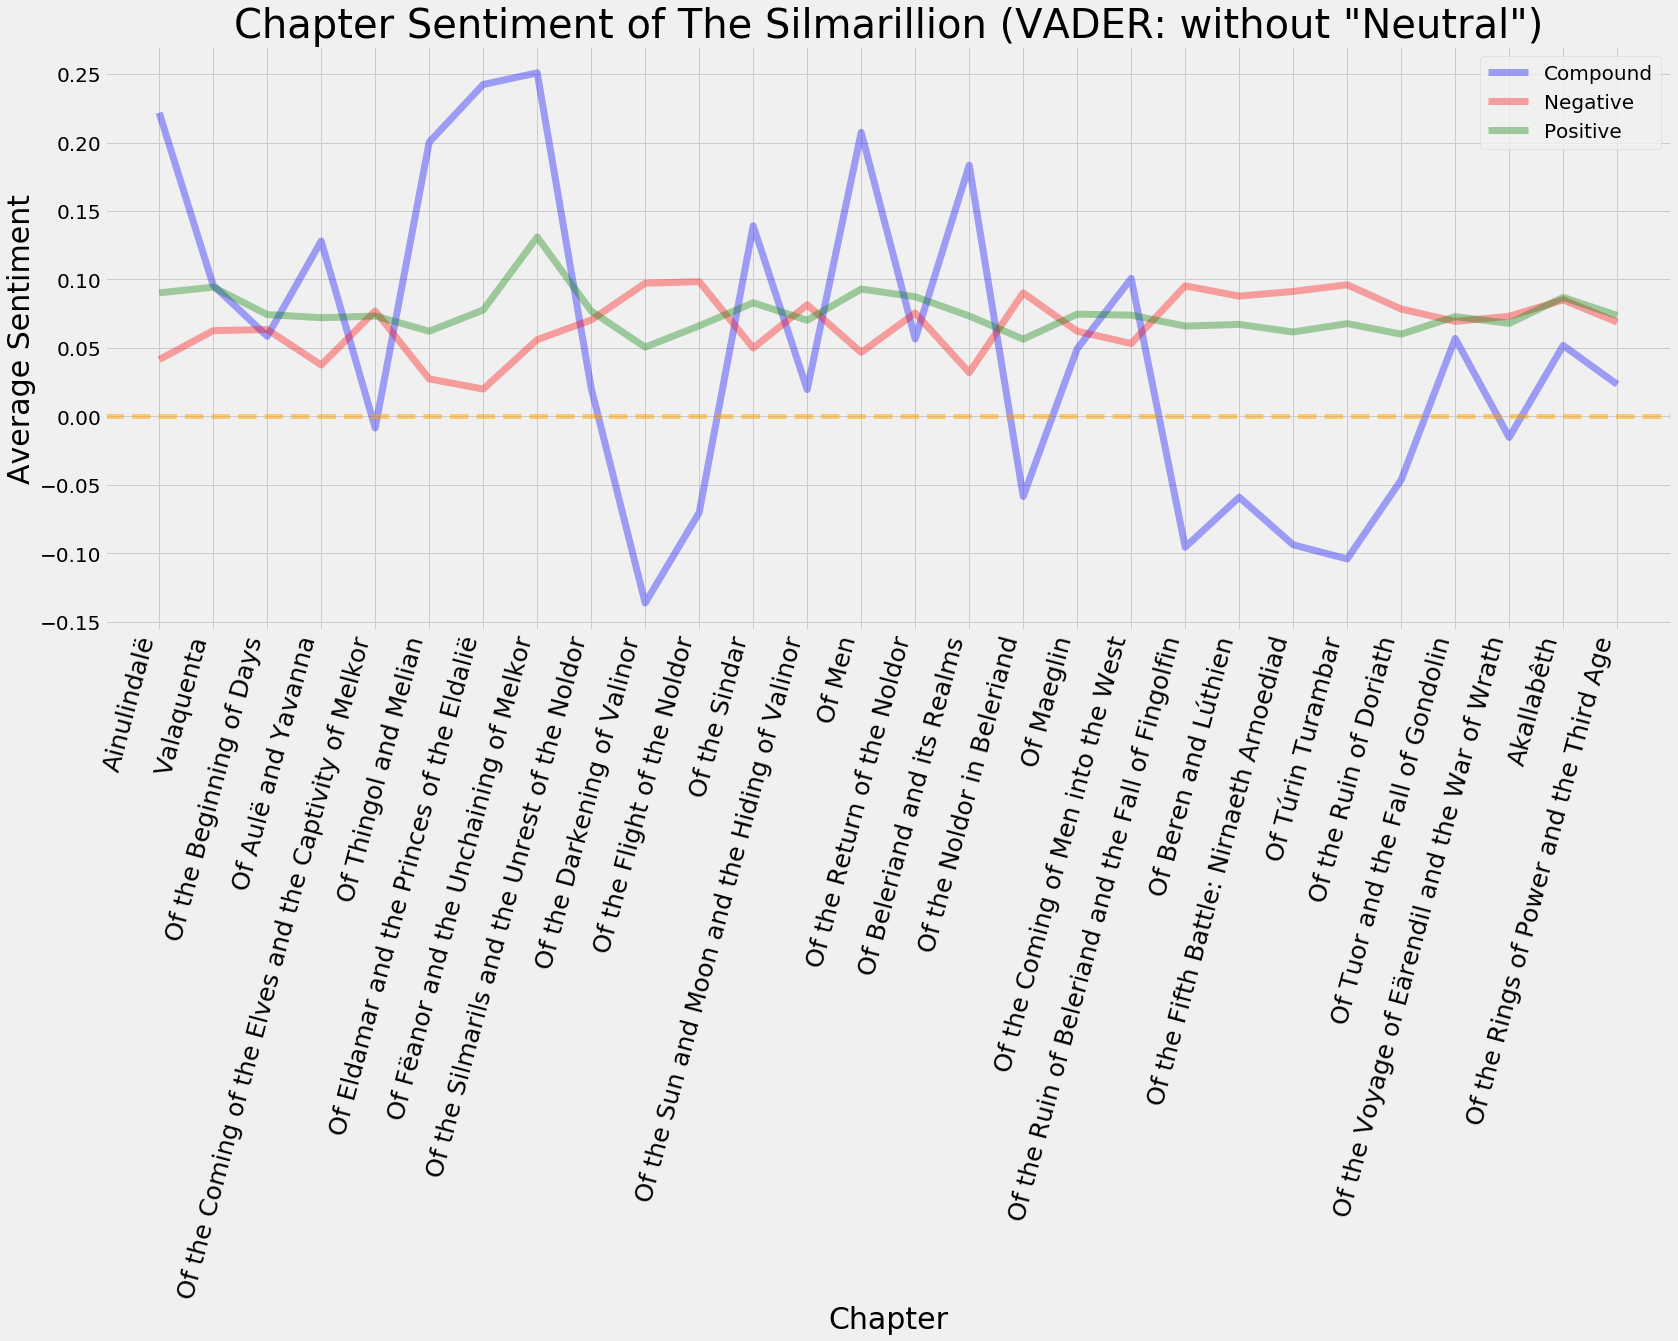 Chapter Sentiment of The Silmarillion (VADER: without "Neutral")
Compound
Negative
Positive
Average Sentiment
0.25
0.20
0.15
0.10
0.05
0.00
−0.05
−0.10
−0.15
Ainulindalë
Valaquenta
Of the Beginning of Days
Of Aulë and Yavanna
Of the Coming of the Elves and the Captivity of Melkor
Of Thingol and Melian
Of Eldamar and the Princes of the Eldalië
Of Fëanor and the Unchaining of Melkor
Of the Silmarils and the Unrest of the Noldor
Of the Darkening of Valinor
Of the Flight of the Noldor
Of the Sindar
Of the Sun and Moon and the Hiding of Valinor
Of Men
Of the Return of the Noldor
Of Beleriand and its Realms
Of the Noldor in Beleriand
Of Maeglin
Of the Coming of Men into the West
Of the Ruin of Beleriand and the Fall of Fingolfin
Of Beren and Lúthien
Of the Fifth Battle: Nirnaeth Arnoediad
Of Túrin Turambar
Of the Ruin of Doriath
Of Tuor and the Fall of Gondolin
Of the Voyage of Eärendil and the War of Wrath
Akallabêth
Of the Rings of Power and the Third Age
Chapter